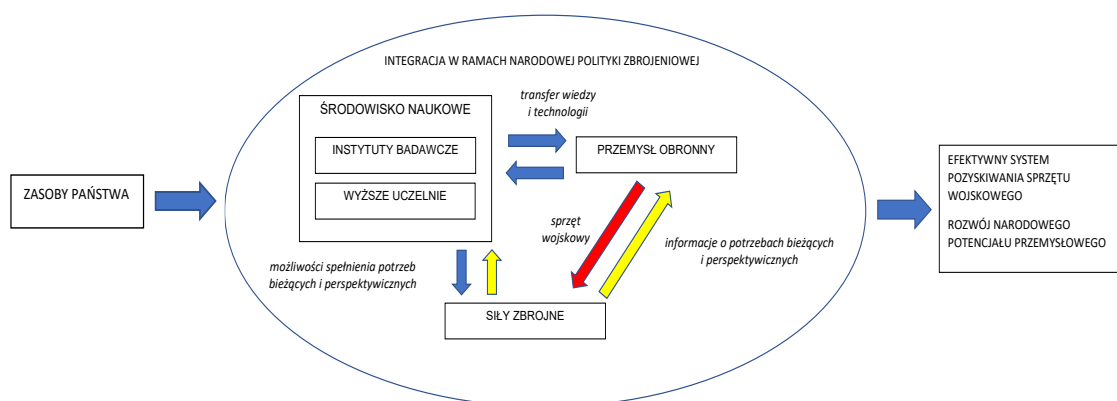 INTEGRACJA W RAMACH NARODOWEJ POLITYKI ZBROJENIOWEJ
ŚRODOWISKO NAUKOWE
INSTYTUTY BADAWCZE
WYŻSZE UCZELNIE
transfer wiedzy
i technologii
PRZEMYSŁ OBRONNY
ZASOBY PAŃSTWA
sprzęt
wojskowy
informacje o potrzebach bieżących
i perspektywicznych
możliwości spełnienia potrzeb
bieżących i perspektywicznych
SIŁY ZBROJNE
EFEKTYWNY SYSTEM
POZYSKIWANIA SPRZĘTU
WOJSKOWEGO
ROZWÓJ NARODOWEGO
POTENCJAŁU PRZEMYSŁOWEGO